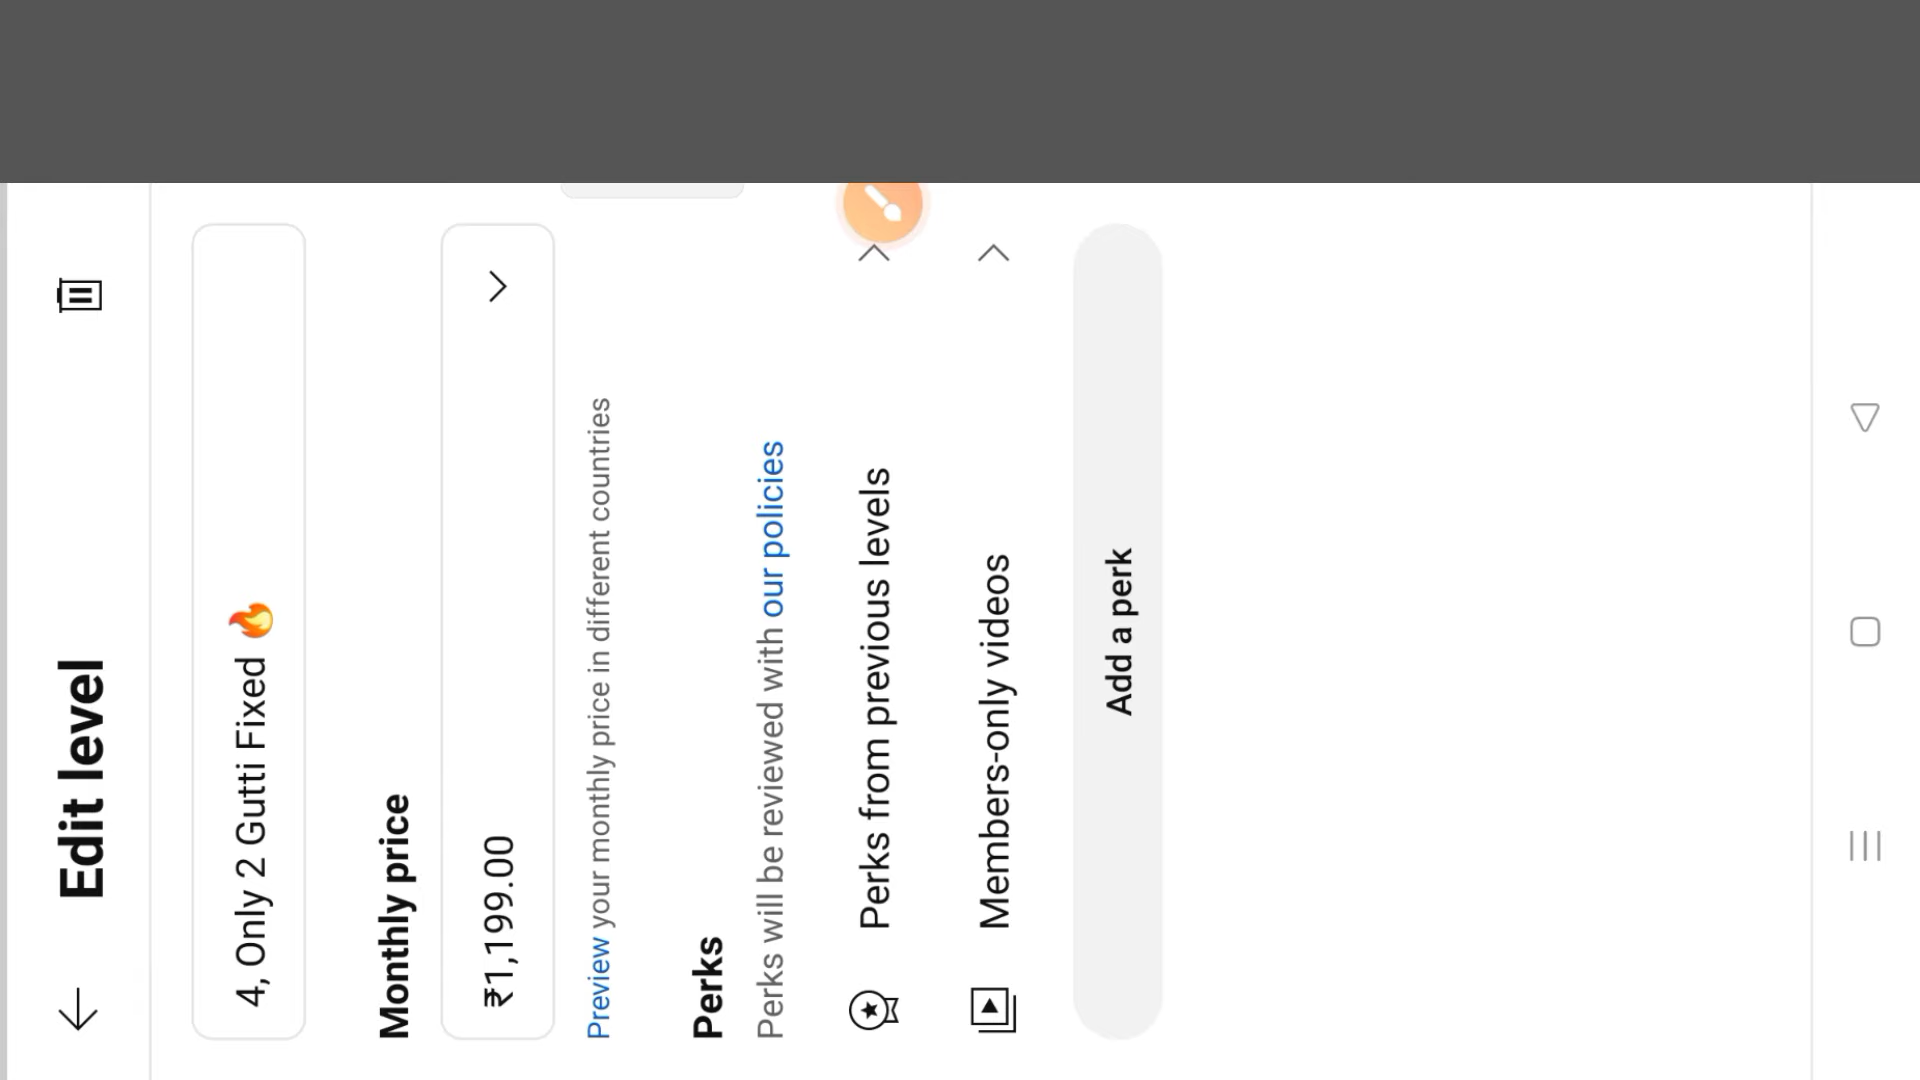 Edit level
4, Only 2 Gutti Fixed 🔥
Monthly price
₹1,199.00
Preview your monthly price in different countries
Perks
Perks will be reviewed with our policies
Perks from previous levels
Members-only videos
Add a perk